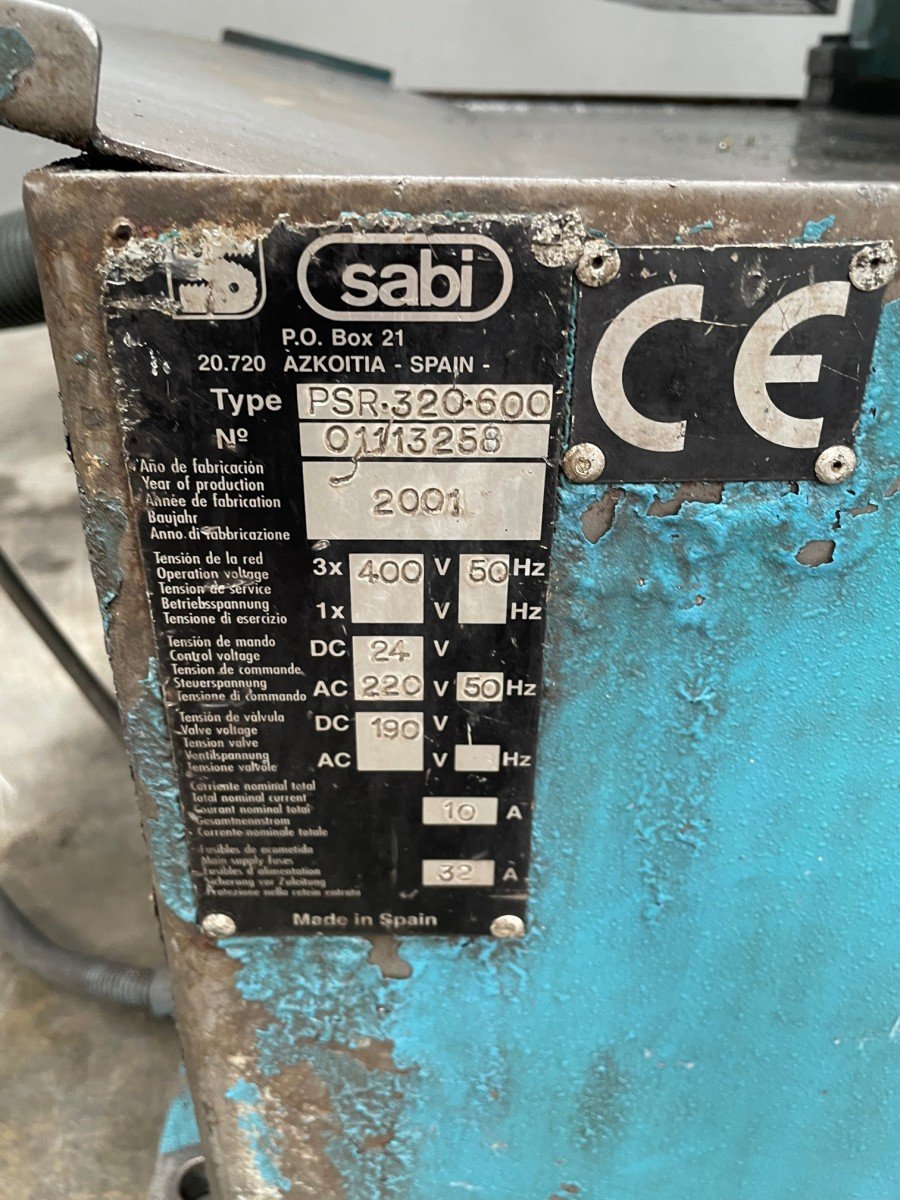 sabi
CE
P.O. Box 21
20.720 AZKOITIA - SPAIN -
Type PSR·320·600
Nº 01113258
Año de fabricación
Year of production
Année de fabrication
Baujahr
Anno di fabbricazione
2001
Tensión de la red
Operation voltage
Tension de service
Betriebsspannung
Tensione di esercizio
3x 400 V 50 Hz
1x V Hz
Tensión de mando
Control voltage
Tension de commande
Steuerspannung
Tensione di commando
DC 24 V
AC 220 V 50 Hz
Tensión de válvula
Valve voltage
Tension valve
Ventilspannung
Tensione valvole
DC 190 V
AC V Hz
Corriente nominal total
Total nominal current
Courant nominal total
Gesamtnennstrom
Corrente nominale totale
10 A
Fusibles de acometida
Main supply fuses
Fusibles d'alimentation
Sicherung vor Zuleitung
Protezione nella
32 A
Made in Spain